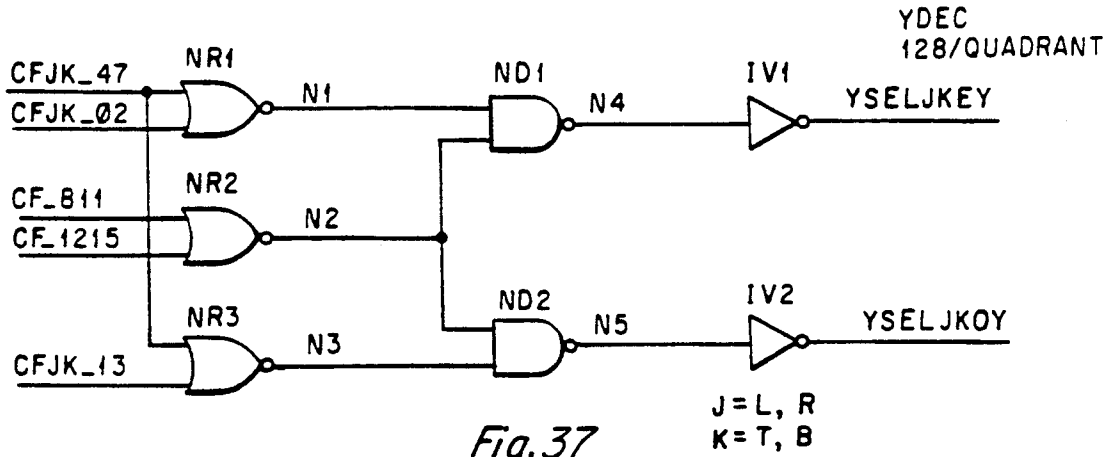 YDEC
128/QUADRANT
NR1
ND1
IV1
CFJK_47
N1
N4
YSELJKEY
CFJK_02
NR2
CF_811
N2
CF_1215
ND2
IV2
NR3
N5
YSELJKOY
N3
CFJK_13
J=L, R
K=T, B
Fig. 37